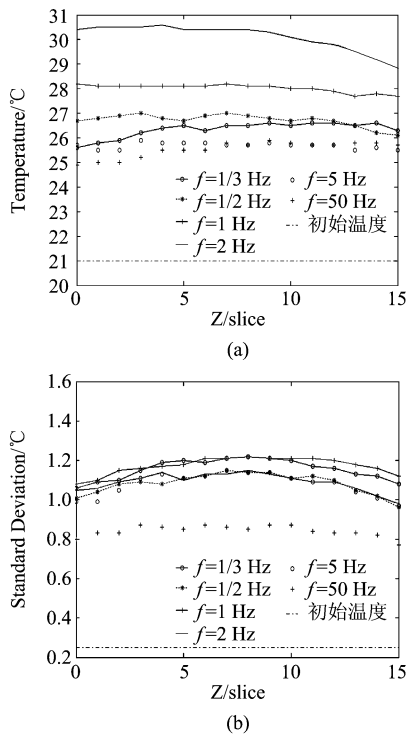 31
30
29
28
27
26
25
24
23
22
21
20
Temperature/℃
f=1/3 Hz
f=1/2 Hz
f=1 Hz
f=2 Hz
f=5 Hz
f=50 Hz
初始温度
0 5 10 15
Z/slice
(a)
1.6
1.4
1.2
1.0
0.8
0.6
0.4
0.2
Standard Deviation/℃
f=1/3 Hz
f=1/2 Hz
f=1 Hz
f=2 Hz
f=5 Hz
f=50 Hz
初始温度
0 5 10 15
Z/slice
(b)